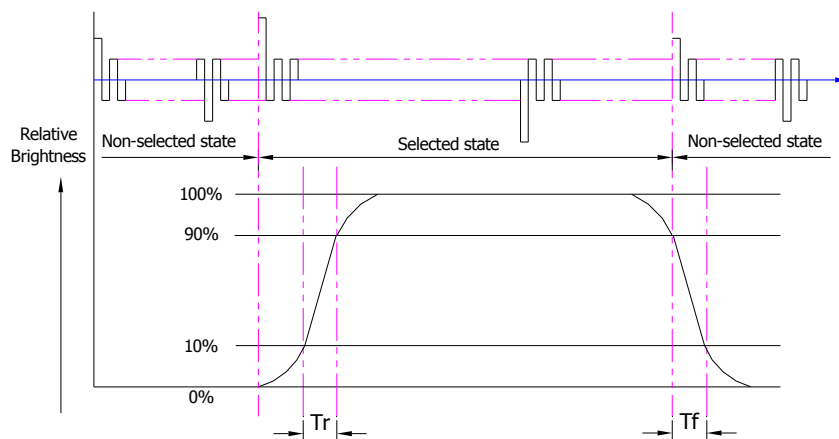 Relative
Brightness
Non-selected state
Selected state
Non-selected state
100%
90%
10%
0%
Tr
Tf